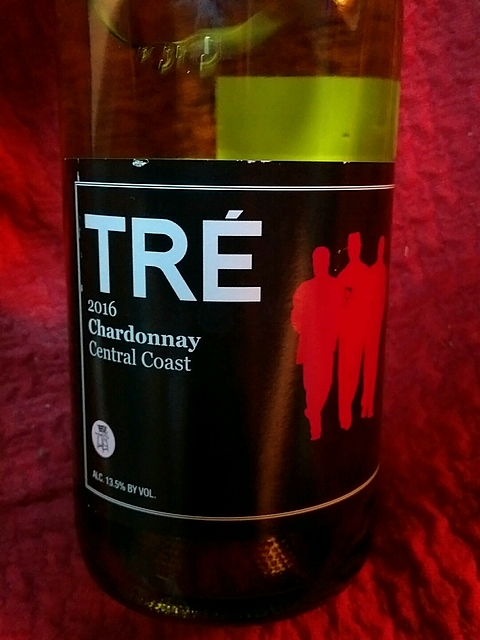 TRÉ
2016
Chardonnay
Central Coast
ALC. 13.5% BY VOL.